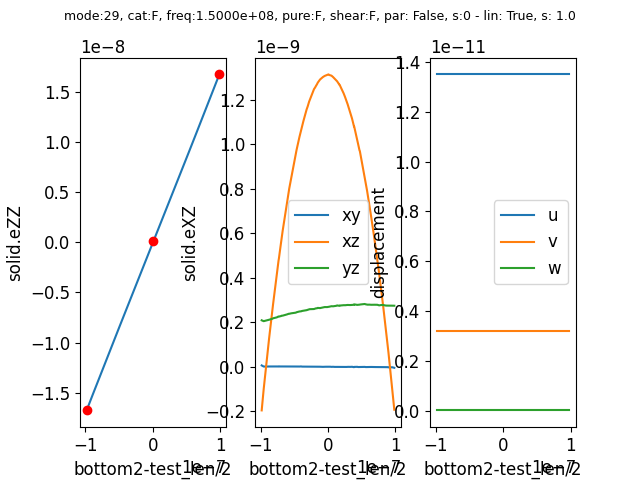 mode:29, cat:F, freq:1.5000e+08, pure:F, shear:F, par: False, s:0 - lin: True, s: 1.0
1e−8
1e−9
1e−11
1.5
1.0
0.5
0.0
−0.5
−1.0
−1.5
solid.eZZ
−1
0
1
1e−7
bottom2-test_len/2
1.2
1.0
0.8
0.6
0.4
0.2
0.0
−0.2
solid.eXZ
xy
xz
yz
−1
0
1
1e−7
bottom2-test_len/2
1.4
1.2
1.0
0.8
0.6
0.4
0.2
0.0
displacement
u
v
w
−1
0
1
1e−7
bottom2-test_len/2